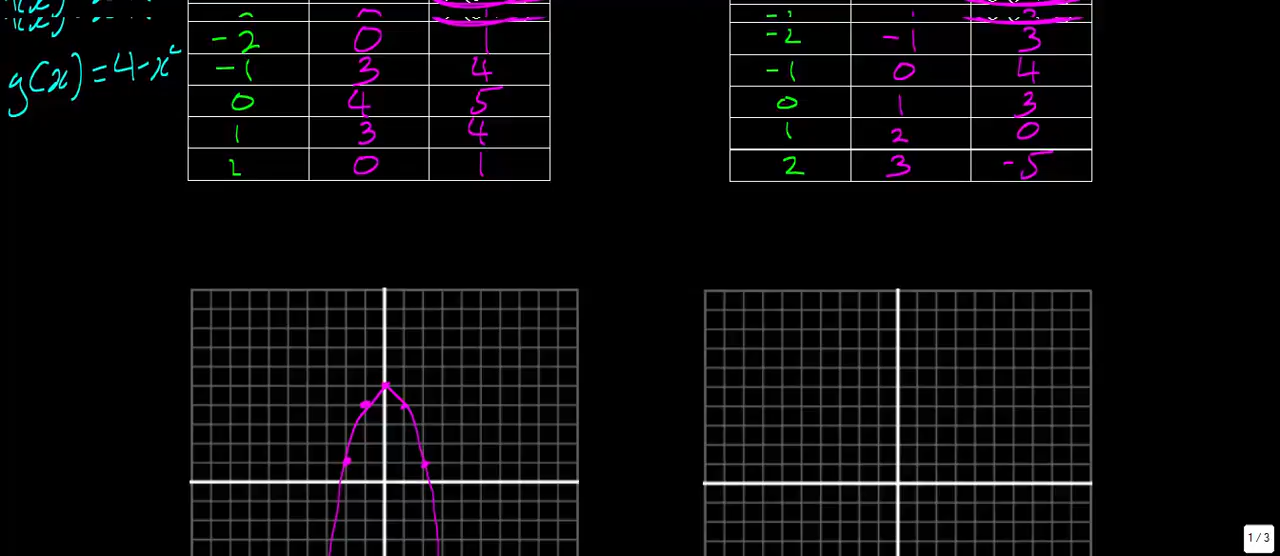 g(x) = 4-x²
-2 0 1
-1 3 4
0 4 5
1 3 4
2 0 1
-2 -1 3
-1 0 4
0 1 3
1 2 0
2 3 -5
1 / 3